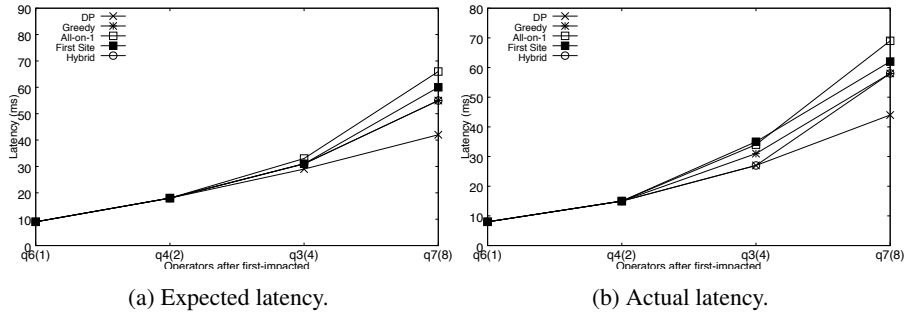 90
80
70
60
50
40
30
20
10
0
Latency (ms)
DP
Greedy
All-on-1
First Site
Hybrid
q6(1) q4(2) q3(4) q7(8)
Operators after first-impacted
(a) Expected latency.
80
70
60
50
40
30
20
10
0
Latency (ms)
DP
Greedy
All-on-1
First Site
Hybrid
q6(1) q4(2) q3(4) q7(8)
Operators after first-impacted
(b) Actual latency.